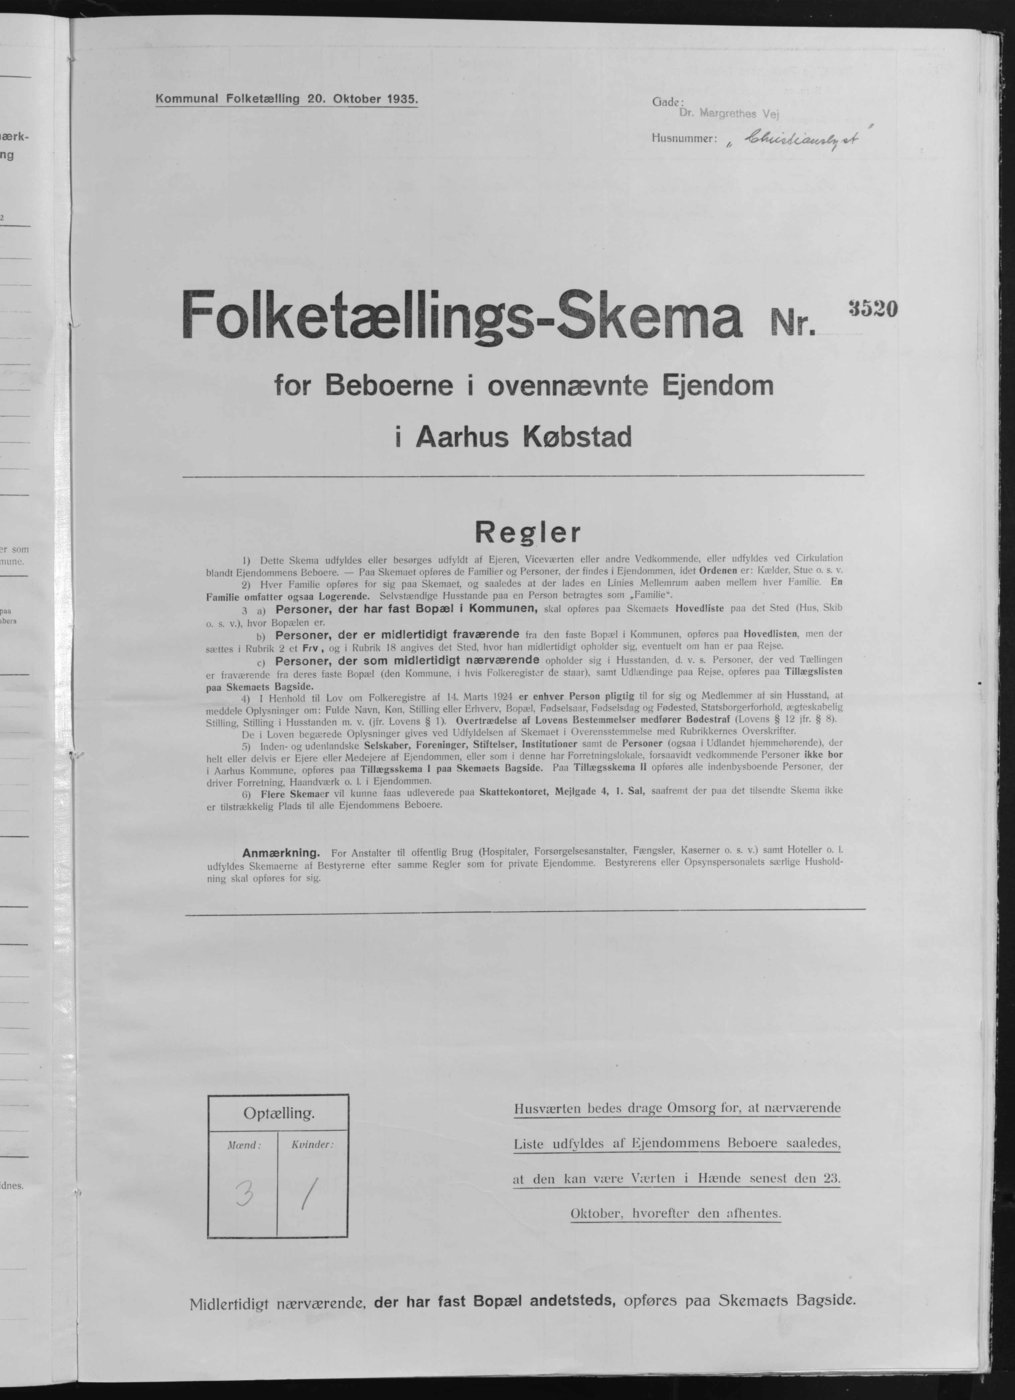 Kommunal Folketælling 20. Oktober 1935.
Gade:
Dr. Margrethes Vej
Husnummer: „ Christianslyst "
Folketællings-Skema Nr. 3520
for Beboerne i ovennævnte Ejendom
i Aarhus Købstad
Regler
1) Dette Skema udfyldes eller besørges udfyldt af Ejeren, Viceværten eller andre Vedkommende, eller udfyldes ved Cirkulation
blandt Ejendommens Beboere. — Paa Skemaet opføres de Familier og Personer, der findes i Ejendommen, idet Ordenen er: Kælder, Stue o. s. v.
2) Hver Familie opføres for sig paa Skemaet, og saaledes at der lades en Linies Mellemrum aaben mellem hver Familie. En
Familie omfatter ogsaa Logerende. Selvstændige Husstande paa en Person betragtes som „Familie".
3 a) Personer, der har fast Bopæl i Kommunen, skal opføres paa Skemaets Hovedliste paa det Sted (Hus, Skib
o. s. v.), hvor Bopælen er.
b) Personer, der er midlertidigt fraværende fra den faste Bopæl i Kommunen, opføres paa Hovedlisten, men der
sættes i Rubrik 2 et Frv., og i Rubrik 18 angives det Sted, hvor han midlertidigt opholder sig, eventuelt om han er paa Rejse.
c) Personer, der som midlertidigt nærværende opholder sig i Husstanden, d. v. s. Personer, der ved Tællingen
er fraværende fra deres faste Bopæl (den Kommune, i hvis Folkeregister de staar), samt Udlændinge paa Rejse, opføres paa Tillægslisten
paa Skemaets Bagside.
4) I Henhold til Lov om Folkeregistre af 14. Marts 1924 er enhver Person pligtig til for sig og Medlemmer af sin Husstand, at
meddele Oplysninger om: Fulde Navn, Køn, Stilling eller Erhverv, Bopæl, Fødselsaar, Fødselsdag og Fødested, Statsborgerforhold, ægteskabelig
Stilling, Stilling i Husstanden m. v. (jfr. Lovens § 1). Overtrædelse af Lovens Bestemmelser medfører Bødestraf (Lovens § 12 jfr. § 8).
De i Loven begærede Oplysninger gives ved Udfyldelsen af Skemaet i Overensstemmelse med Rubrikkernes Overskrifter.
5) Inden- og udenlandske Selskaber, Foreninger, Stiftelser, Institutioner samt de Personer (ogsaa i Udlandet hjemmehørende), der
helt eller delvis er Ejere eller Medejere af Ejendommen, eller som i denne har Forretningslokale, forsaavidt vedkommende Personer ikke bor
i Aarhus Kommune, opføres paa Tillægsskema I paa Skemaets Bagside. Paa Tillægsskema II opføres alle indenbysboende Personer, der
driver Forretning, Haandværk o. l. i Ejendommen.
6) Flere Skemaer vil kunne faas udleverede paa Skattekontoret, Mejlgade 4, 1. Sal, saafremt der paa det tilsendte Skema ikke
er tilstrækkelig Plads til alle Ejendommens Beboere.
Anmærkning. For Anstalter til offentlig Brug (Hospitaler, Forsørgelsesanstalter, Fængsler, Kaserner o. s. v.) samt Hoteller o. l.
udfyldes Skemaerne af Bestyrerne efter samme Regler som for private Ejendomme. Bestyrerens eller Opsynspersonalets særlige Hushold-
ning skal opføres for sig.
Optælling.
Mænd: Kvinder:
3 1
Husværten bedes drage Omsorg for, at nærværende
Liste udfyldes af Ejendommens Beboere saaledes,
at den kan være Værten i Hænde senest den 23.
Oktober, hvorefter den afhentes.
Midlertidigt nærværende, der har fast Bopæl andetsteds, opføres paa Skemaets Bagside.